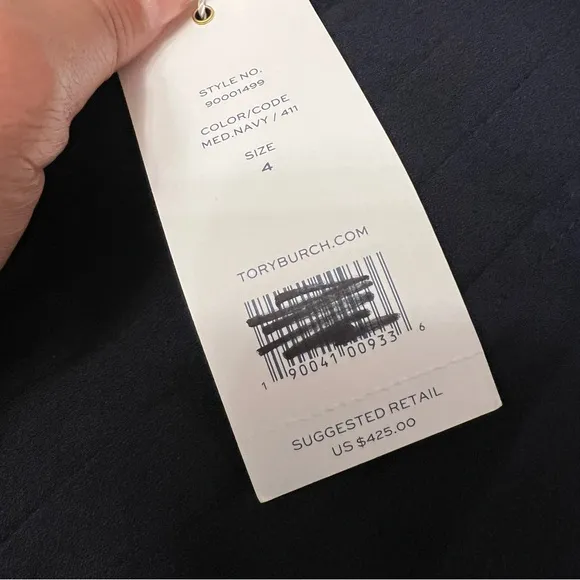 STYLE NO.
90001499
COLOR/CODE
MED.NAVY / 411
SIZE
4
TORYBURCH.COM
1 90041 00933 6
SUGGESTED RETAIL
US $425.00